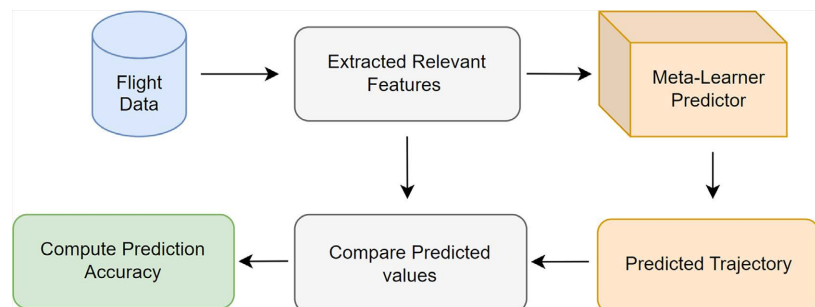 Flight
Data
Extracted Relevant
Features
Meta-Learner
Predictor
Compute Prediction
Accuracy
Compare Predicted
values
Predicted Trajectory